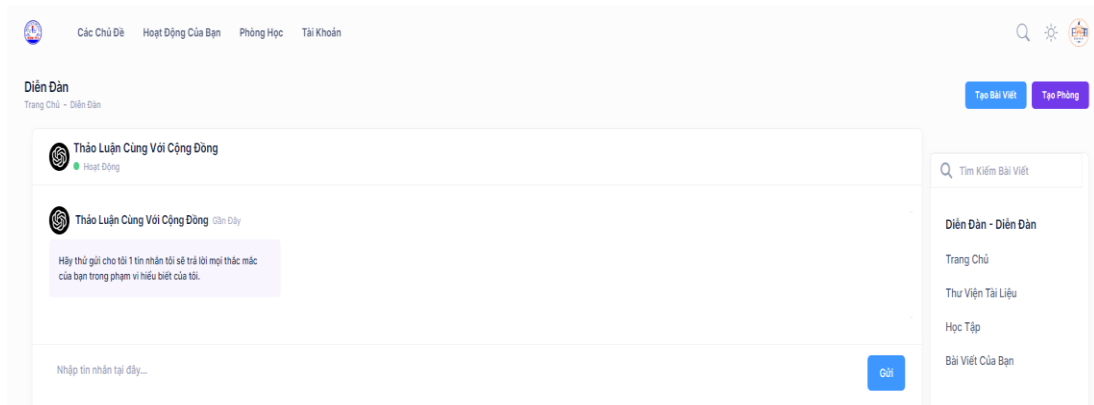 Các Chủ Đề Hoạt Động Của Bạn Phòng Học Tài Khoản
Diễn Đàn
Trang Chủ - Diễn Đàn
Tạo Bài Viết Tạo Phòng
Thảo Luận Cùng Với Cộng Đồng
Hoạt Động
Thảo Luận Cùng Với Cộng Đồng Gần Đây
Hãy thử gửi cho tôi 1 tin nhắn tôi sẽ trả lời mọi thắc mắc
của bạn trong phạm vi hiểu biết của tôi.
Nhập tin nhắn tại đây...
Gửi
Tìm Kiếm Bài Viết
Diễn Đàn - Diễn Đàn
Trang Chủ
Thư Viện Tài Liệu
Học Tập
Bài Viết Của Bạn